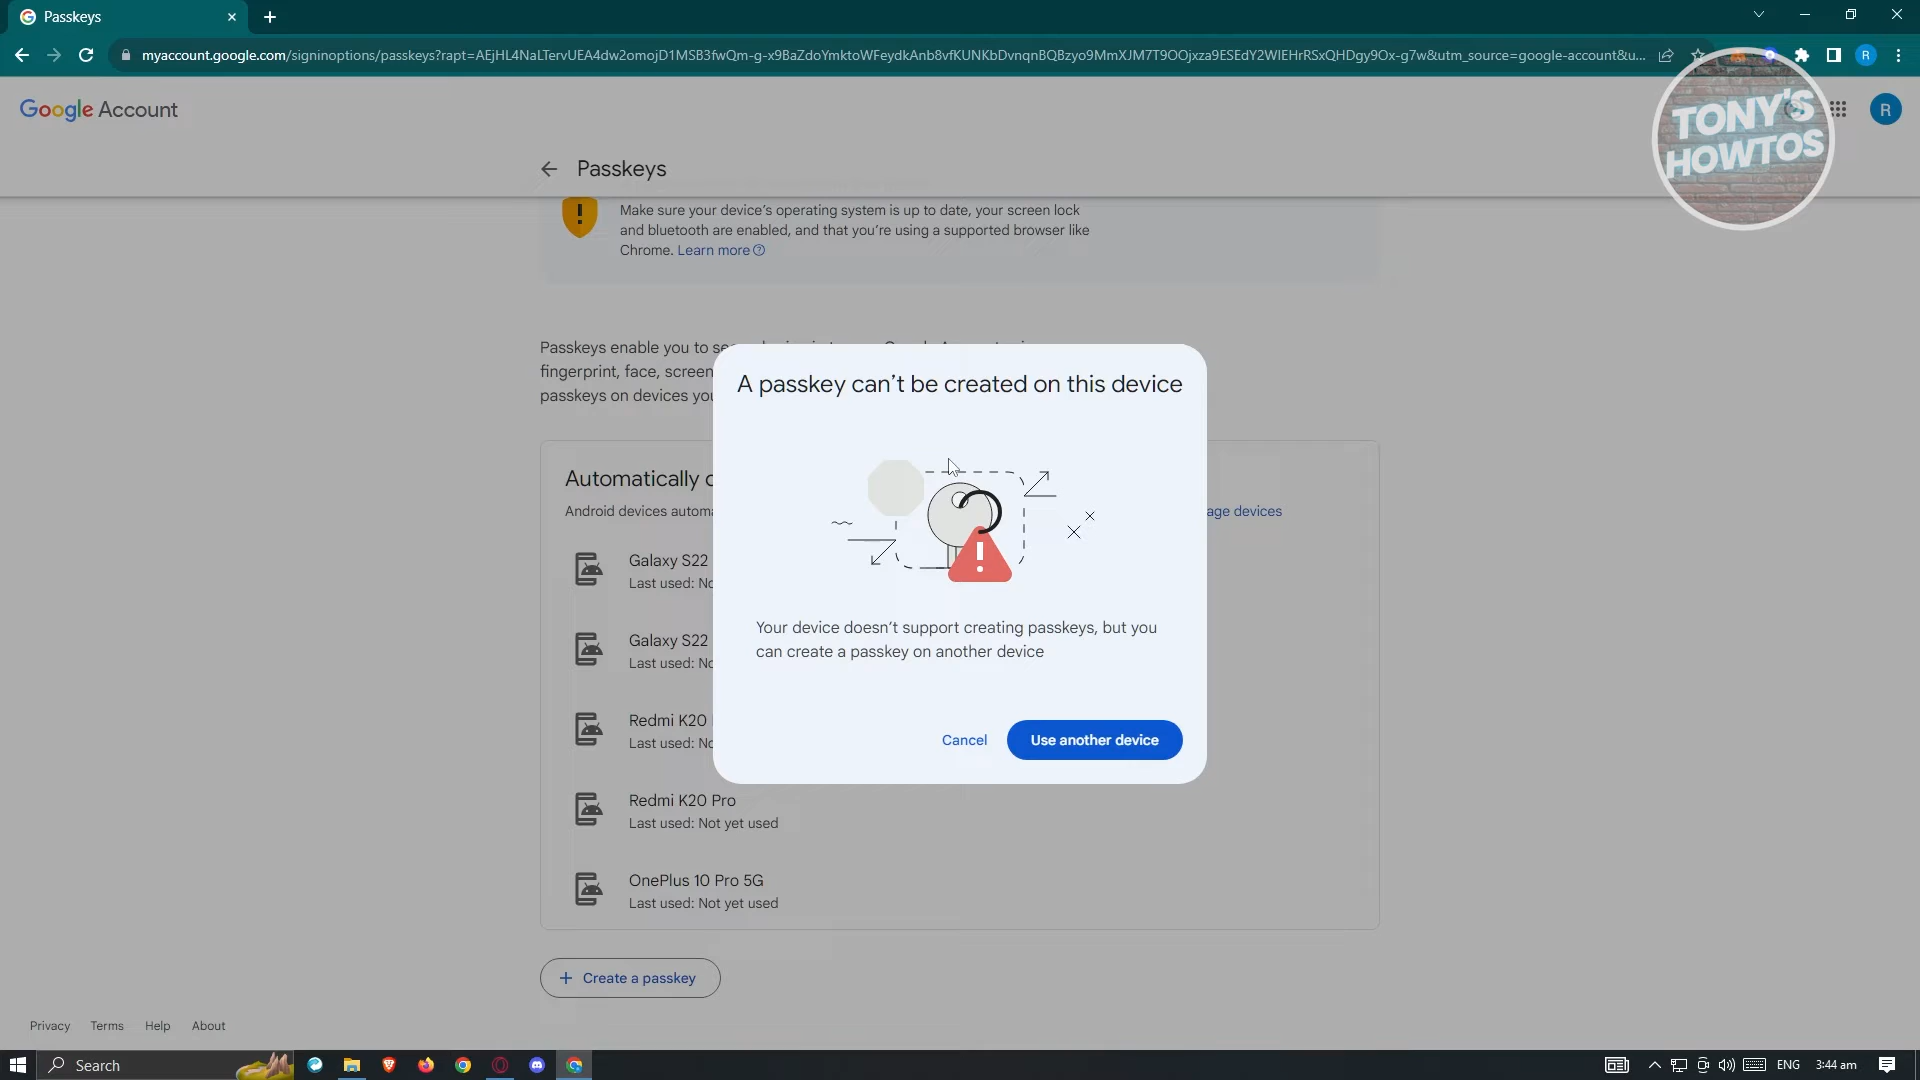 Passkeys
myaccount.google.com/signinoptions/passkeys?rapt=AEjHL4NaLTervUEA4dw2omojD1MSB3fwQm-g-x9BaZdoYmktoWFeydkAnb8vfKUNKbDvnqnBQBzyo9MmXJM7T9OOjxza9ESEdY2WIEHrRSxQHDgy9Ox-g7w&utm_source=google-account&u...
R
Google Account
TONY'S
HOWTOS
R
Passkeys
Make sure your device's operating system is up to date, your screen lock
and bluetooth are enabled, and that you're using a supported browser like
Chrome. Learn more
Passkeys enable you to se
fingerprint, face, screen
passkeys on devices you
A passkey can't be created on this device
Automatically c
Android devices automa
age devices
Galaxy S22
Last used: No
Galaxy S22
Last used: No
Your device doesn't support creating passkeys, but you
can create a passkey on another device
Redmi K20
Last used: No
Cancel
Use another device
Redmi K20 Pro
Last used: Not yet used
OnePlus 10 Pro 5G
Last used: Not yet used
+ Create a passkey
Privacy Terms Help About
Search
ENG
3:44 am